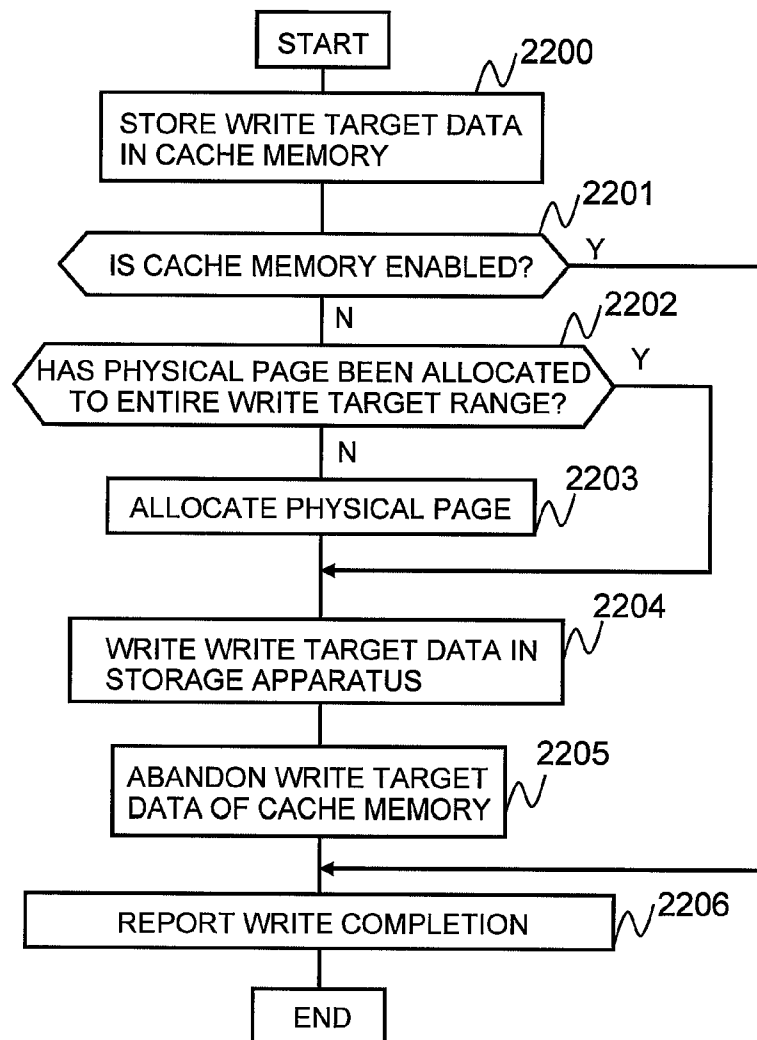 START
2200
STORE WRITE TARGET DATA
IN CACHE MEMORY
2201
IS CACHE MEMORY ENABLED?
Y
N
2202
HAS PHYSICAL PAGE BEEN ALLOCATED
TO ENTIRE WRITE TARGET RANGE?
Y
N
2203
ALLOCATE PHYSICAL PAGE
2204
WRITE WRITE TARGET DATA IN
STORAGE APPARATUS
2205
ABANDON WRITE TARGET
DATA OF CACHE MEMORY
2206
REPORT WRITE COMPLETION
END